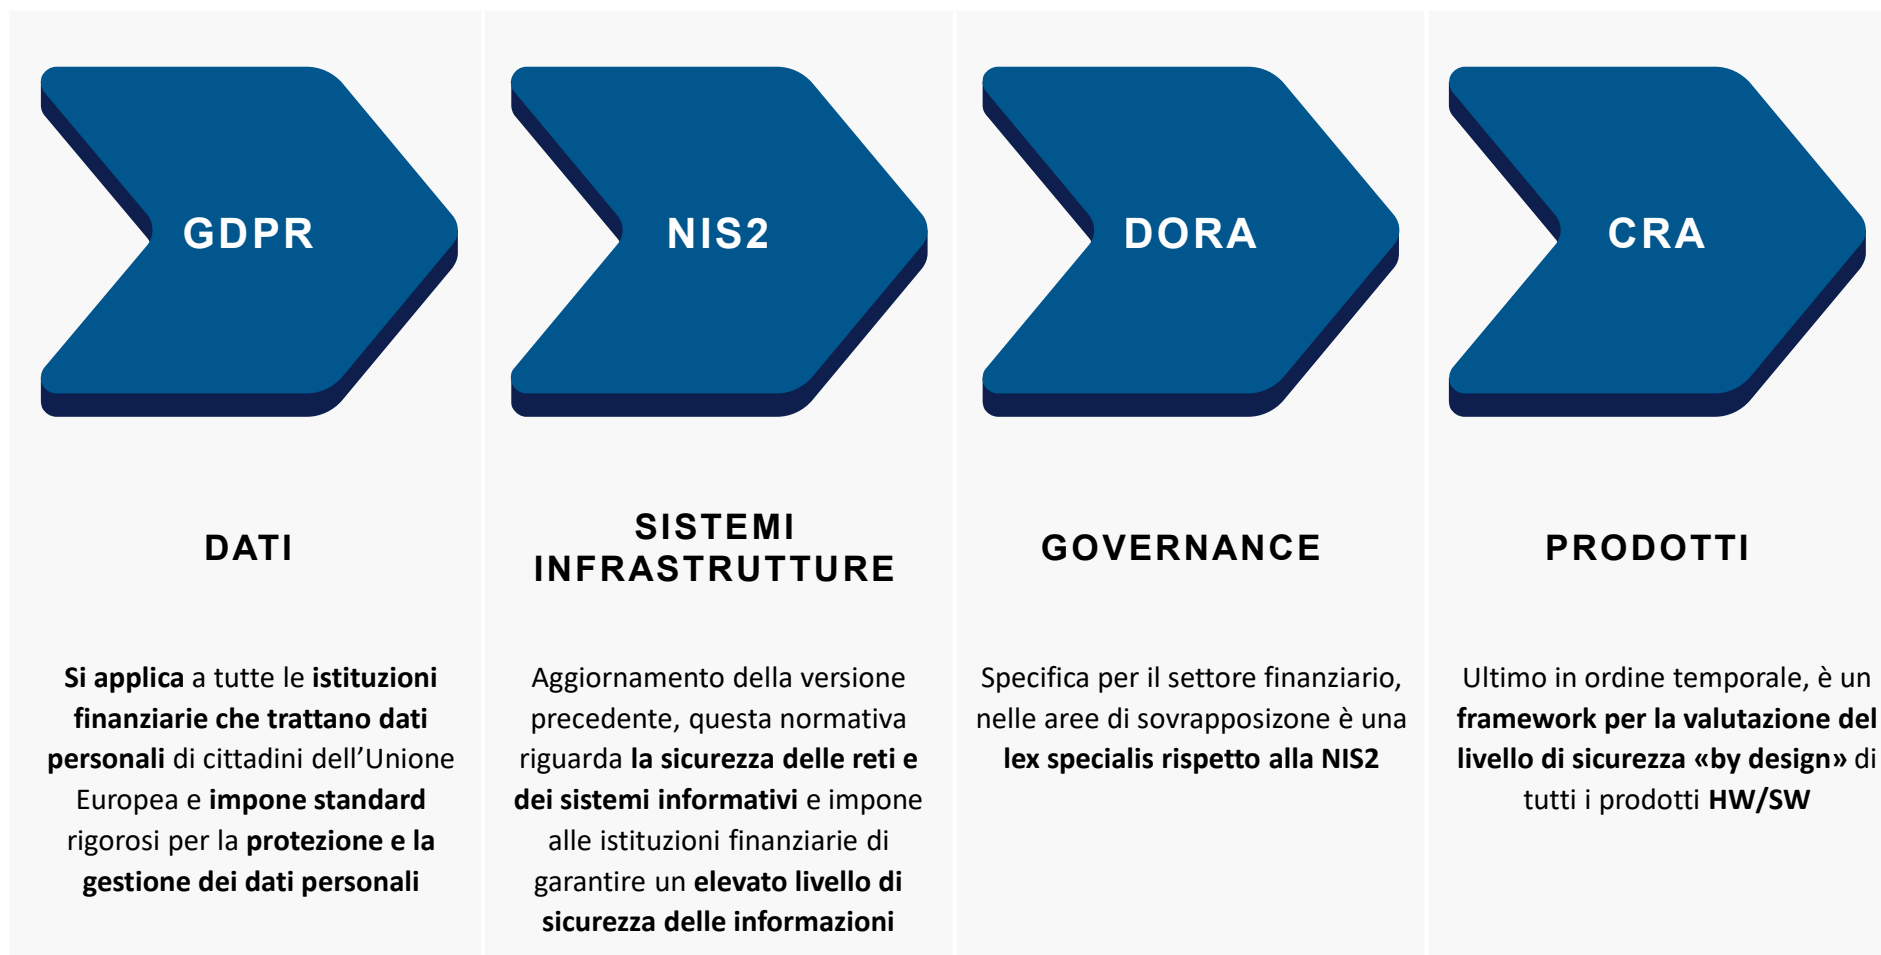 GDPR
NIS2
DORA
CRA
DATI
SISTEMI
INFRASTRUTTURE
GOVERNANCE
PRODOTTI
Si applica a tutte le istituzioni
finanziarie che trattano dati
personali di cittadini dell’Unione
Europea e impone standard
rigorosi per la protezione e la
gestione dei dati personali
Aggiornamento della versione
precedente, questa normativa
riguarda la sicurezza delle reti e
dei sistemi informativi e impone
alle istituzioni finanziarie di
garantire un elevato livello di
sicurezza delle informazioni
Specifica per il settore finanziario,
nelle aree di sovrapposizone è una
lex specialis rispetto alla NIS2
Ultimo in ordine temporale, è un
framework per la valutazione del
livello di sicurezza «by design» di
tutti i prodotti HW/SW